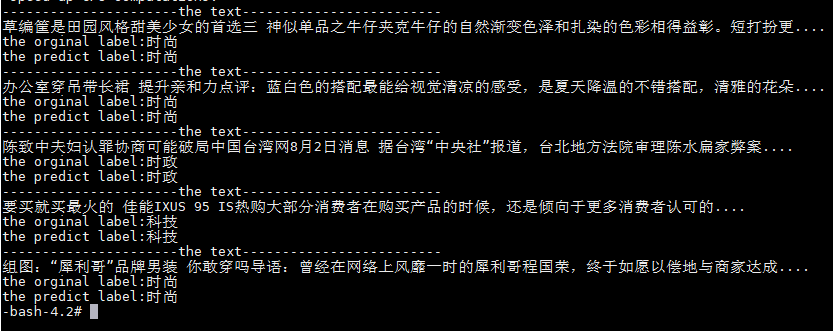 ----------------------the text-------------------------
草编筐是田园风格甜美少女的首选三 神似单品之牛仔夹克牛仔的自然渐变色泽和扎染的色彩相得益彰。短打扮更....
the orginal label:时尚
the predict label:时尚
----------------------the text-------------------------
办公室穿吊带长裙 提升亲和力点评：蓝白色的搭配最能给视觉清凉的感受，是夏天降温的不错搭配，清雅的花朵....
the orginal label:时尚
the predict label:时尚
----------------------the text-------------------------
陈致中夫妇认罪协商可能破局中国台湾网8月2日消息 据台湾“中央社”报道，台北地方法院审理陈水扁家弊案....
the orginal label:时政
the predict label:时政
----------------------the text-------------------------
要买就买最火的 佳能IXUS 95 IS热购大部分消费者在购买产品的时候，还是倾向于更多消费者认可的....
the orginal label:科技
the predict label:科技
----------------------the text-------------------------
组图：“犀利哥”品牌男装 你敢穿吗导语：曾经在网络上风靡一时的犀利哥程国荣，终于如愿以偿地与商家达成....
the orginal label:时尚
the predict label:时尚
-bash-4.2#